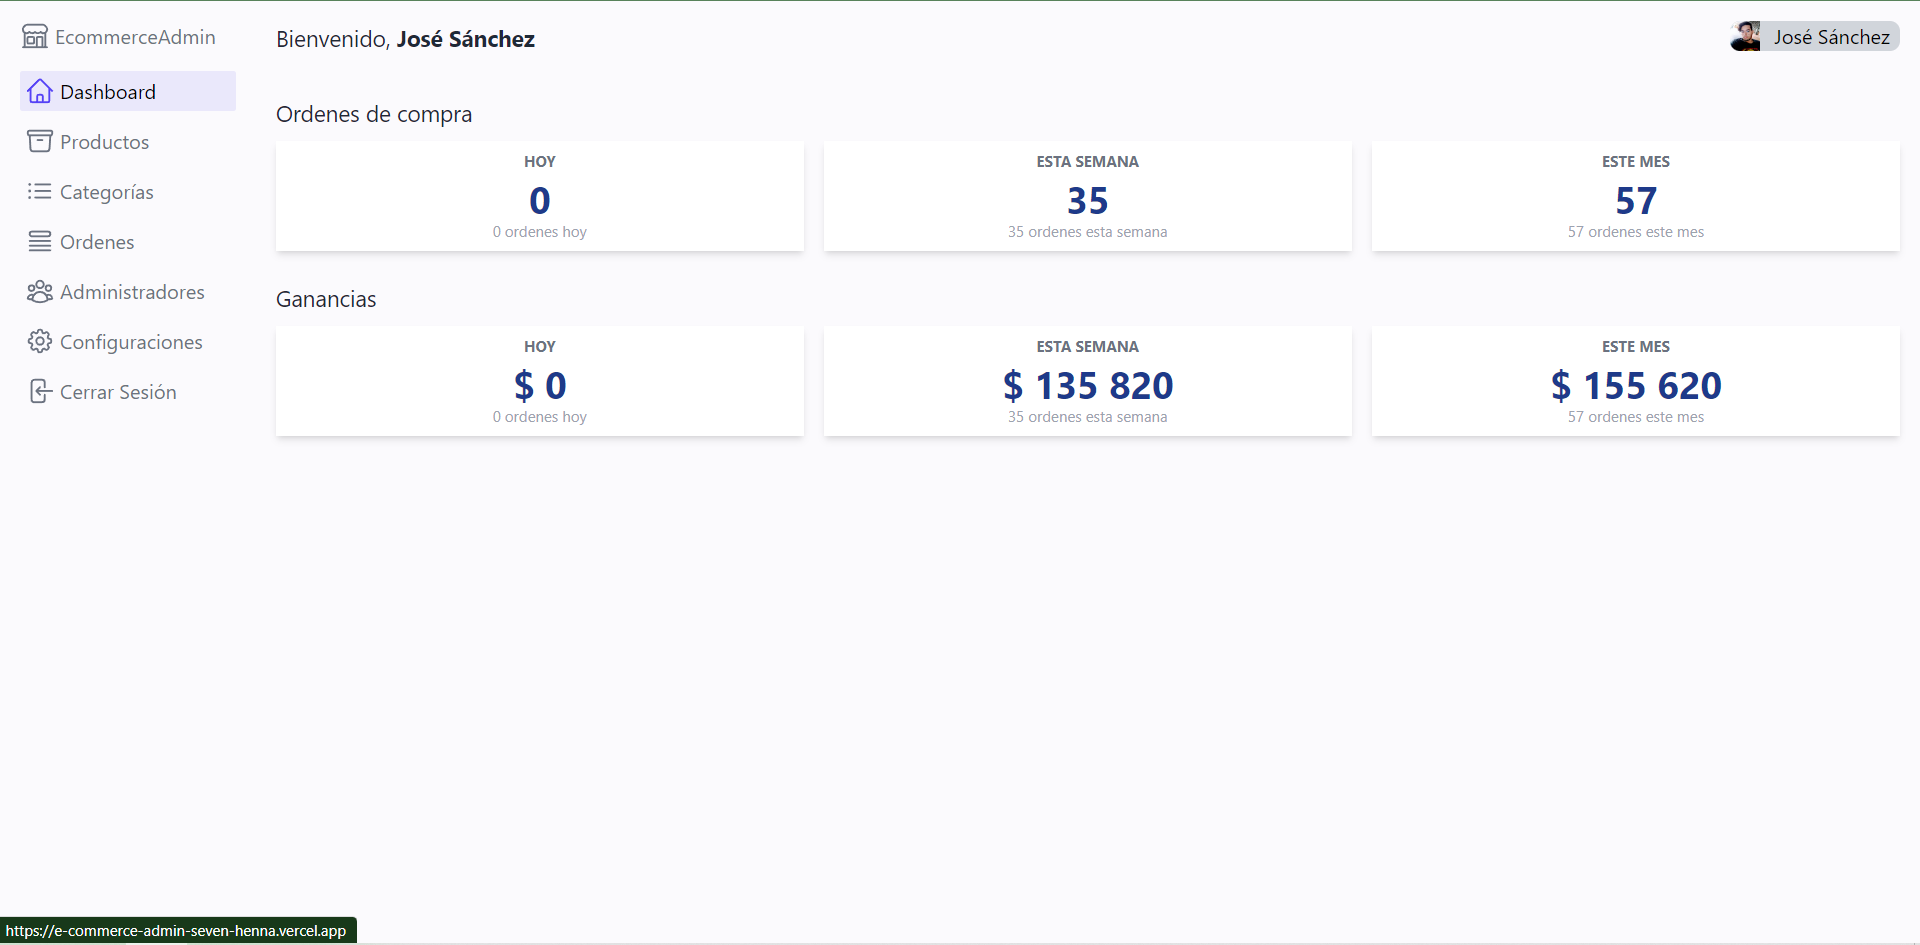 EcommerceAdmin
Dashboard
Productos
Categorías
Ordenes
Administradores
Configuraciones
Cerrar Sesión
Bienvenido, José Sánchez
José Sánchez
Ordenes de compra
HOY
0
0 ordenes hoy
ESTA SEMANA
35
35 ordenes esta semana
ESTE MES
57
57 ordenes este mes
Ganancias
HOY
$ 0
0 ordenes hoy
ESTA SEMANA
$ 135 820
35 ordenes esta semana
ESTE MES
$ 155 620
57 ordenes este mes
https://e-commerce-admin-seven-henna.vercel.app